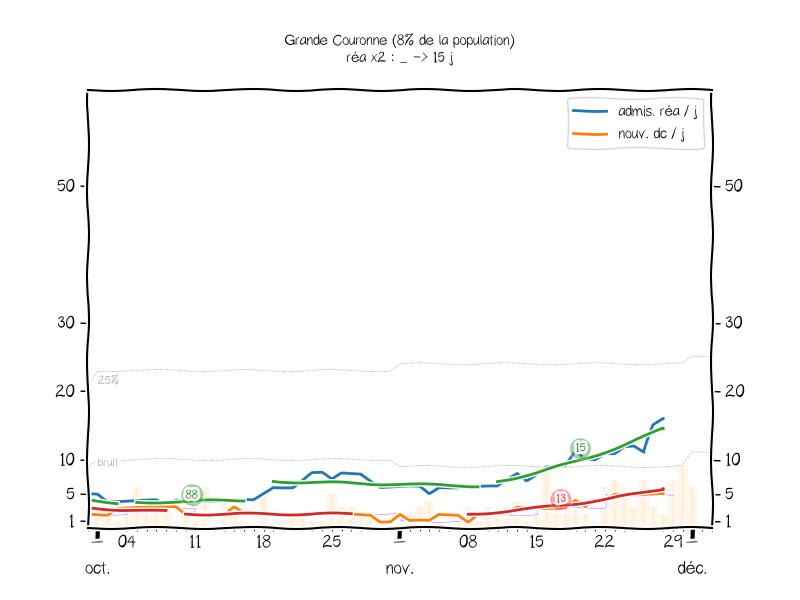 Grande Couronne (8% de la population)
réa x2 : _ -> 15 j
admis. réa / j
nouv. dc / j
50 50
30 30
25%
20 20
bruit
10 10
15
88
13
5 5
1 1
04 11 18 25 08 15 22 29
oct. nov. déc.